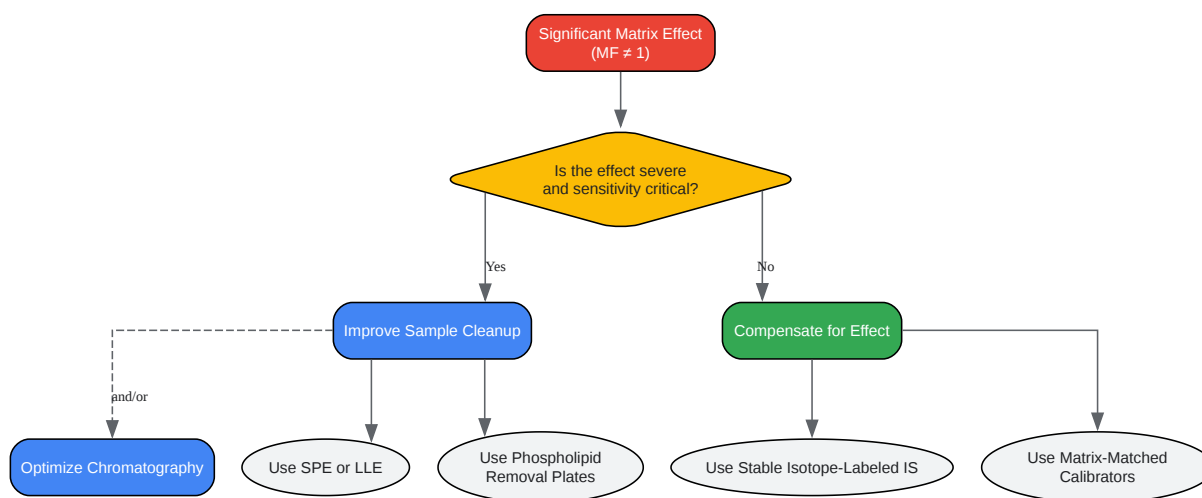 Significant Matrix Effect
(MF ≠ 1)
Is the effect severe
and sensitivity critical?
Yes
No
Improve Sample Cleanup
Compensate for Effect
and/or
Optimize Chromatography
Use SPE or LLE
Use Phospholipid
Removal Plates
Use Stable Isotope-Labeled IS
Use Matrix-Matched
Calibrators